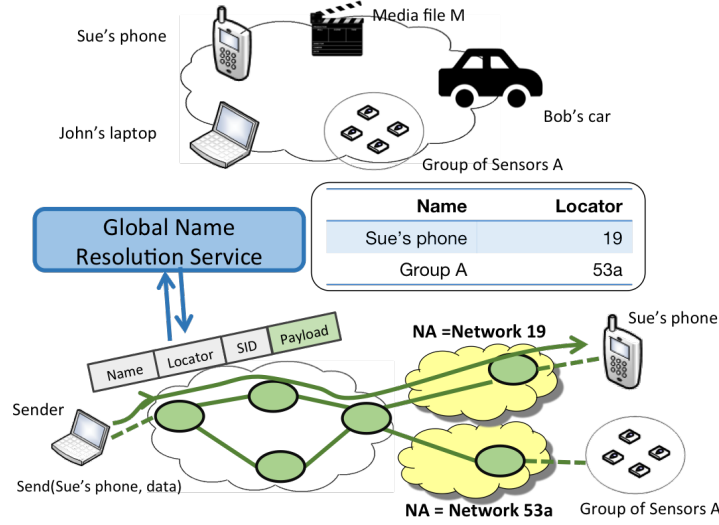 Media file M
Sue's phone
John's laptop
Bob's car
Group of Sensors A
Global Name
Resolution Service
Name Locator
Sue's phone 19
Group A 53a
Name Locator SID Payload
NA =Network 19
Sue's phone
Sender
Send(Sue's phone, data)
NA = Network 53a
Group of Sensors A